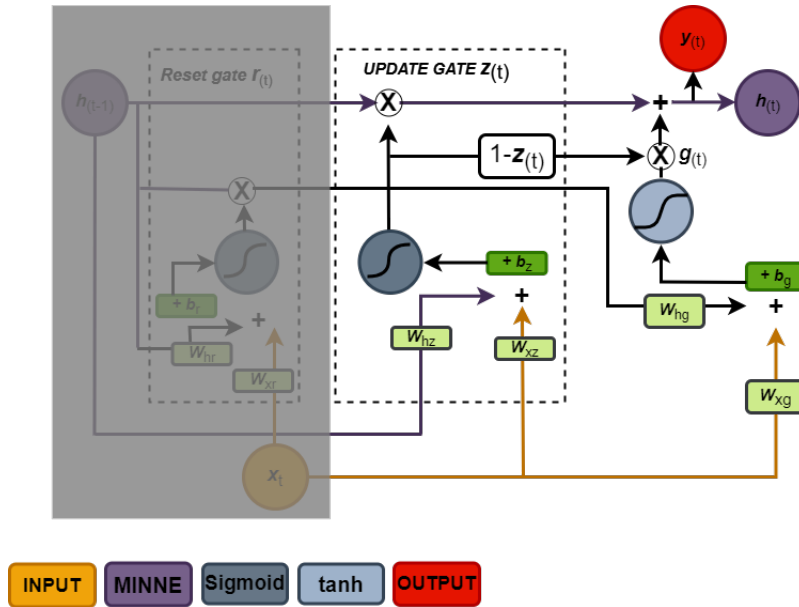 y(t)
Reset gate r(t)
UPDATE GATE z(t)
h(t-1)
X
+
h(t)
1-z(t)
X
g(t)
X
+ bz
+ bg
+ br
+
+
+
Whr
Whz
Wxz
Whg
Wxr
Wxg
xt
INPUT
MINNE
Sigmoid
tanh
OUTPUT